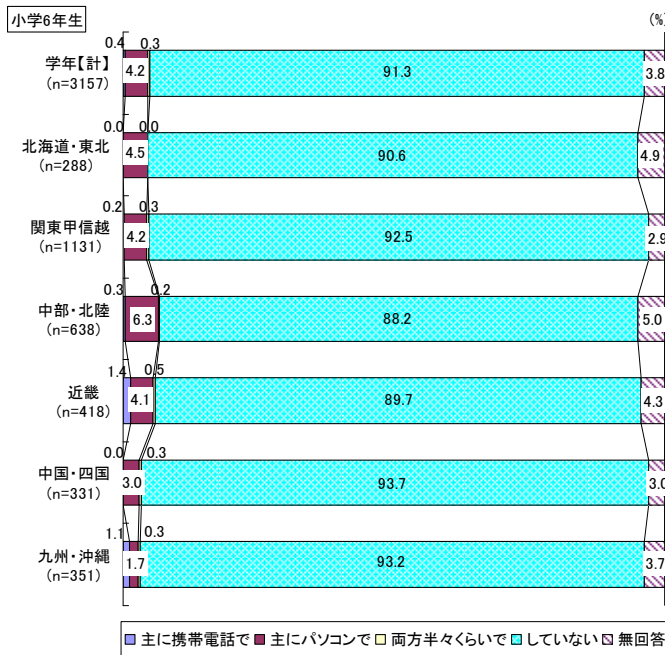 小学6年生
(%)
0.4 0.3
学年【計】
(n=3157)
4.2 91.3 3.8
0.0 0.0
北海道・東北
(n=288)
4.5 90.6 4.9
0.2 0.3
関東甲信越
(n=1131)
4.2 92.5 2.9
0.3 0.2
中部・北陸
(n=638)
6.3 88.2 5.0
1.4 0.5
近畿
(n=418)
4.1 89.7 4.3
0.0 0.3
中国・四国
(n=331)
3.0 93.7 3.0
1.1 0.3
九州・沖縄
(n=351)
1.7 93.2 3.7
主に携帯電話で 主にパソコンで 両方半々くらいで していない 無回答